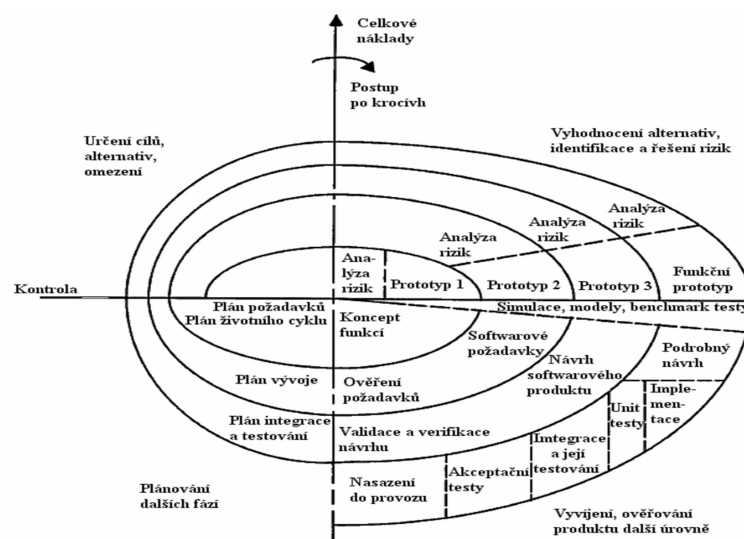 Celkové
náklady
Postup
po krocívh
Určení cílů,
alternativ,
omezení
Vyhodnocení alternativ,
identifikace a řešení rizik
Analýza
rizik
Analýza
rizik
Analýza
rizik
Ana-
lýza
rizik
Prototyp 1
Prototyp 2
Prototyp 3
Funkční
prototyp
Kontrola
Plán požadavků
Plán životního cyklu
Koncept
funkcí
Simulace, modely, benchmark testy
Softwarové
požadavky
Návrh
softwarového
produktu
Podrobný
návrh
Plán vývoje
Ověření
požadavků
Unit
testy
Imple-
men-
tace
Plán integrace
a testování
Validace a verifikace
návrhu
Imtegrace
a její
testování
Akceptační
testy
Nasazení
do provozu
Plánování
dalších fází
Vyvíjení, ověřování
produktu další úrovně